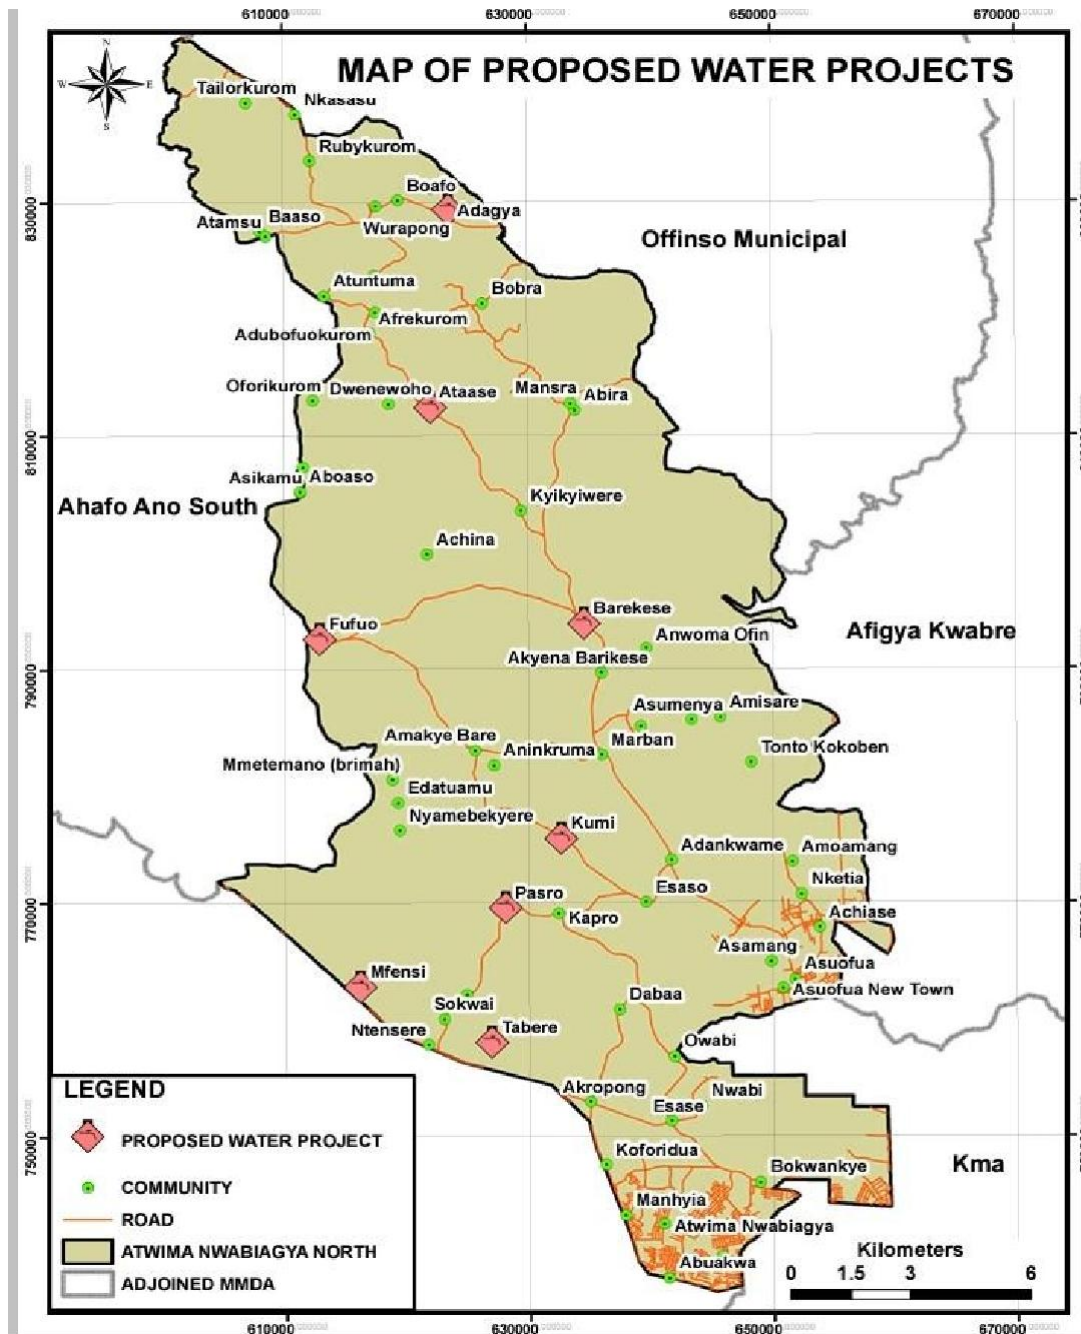 610000 630000 650000 670000
MAP OF PROPOSED WATER PROJECTS
N
W E
S
Tailorkurom
Nkasasu
Rubykurom
Boafo
830000
Adagya
Atamsu Baaso
Wurapong
Offinso Municipal
Atuntuma
Bobra
Afrekurom
Adubofuokurom
Oforikurom Dwenewoho Ataase
Mansra Abira
810000
Asikamu Aboaso
Kyikyiwere
Ahafo Ano South
Achina
Barekese
Fufuo
Anwoma Ofin
Afigya Kwabre
Akyena Barikese
790000
Asumenya Amisare
Amakye Bare
Marban
Aninkruma
Tonto Kokoben
Mmetemano (brimah)
Edatuamu
Nyamebekyere
Kumi
Adankwame Amoamang
Nketia
Esaso
Pasro
770000
Kapro
Achiase
Asamang
Asuofua
Mfensi
Asuofua New Town
Dabaa
Sokwai
Ntensere
Tabere
Owabi
Akropong
Nwabi
Esase
Koforidua
750000
Kma
Bokwankye
Manhyia
Atwima Nwabiagya
Abuakwa
LEGEND
PROPOSED WATER PROJECT
COMMUNITY
ROAD
ATWIMA NWABIAGYA NORTH
ADJOINED MMDA
Kilometers
0 1.5 3 6
610000 630000 650000 670000